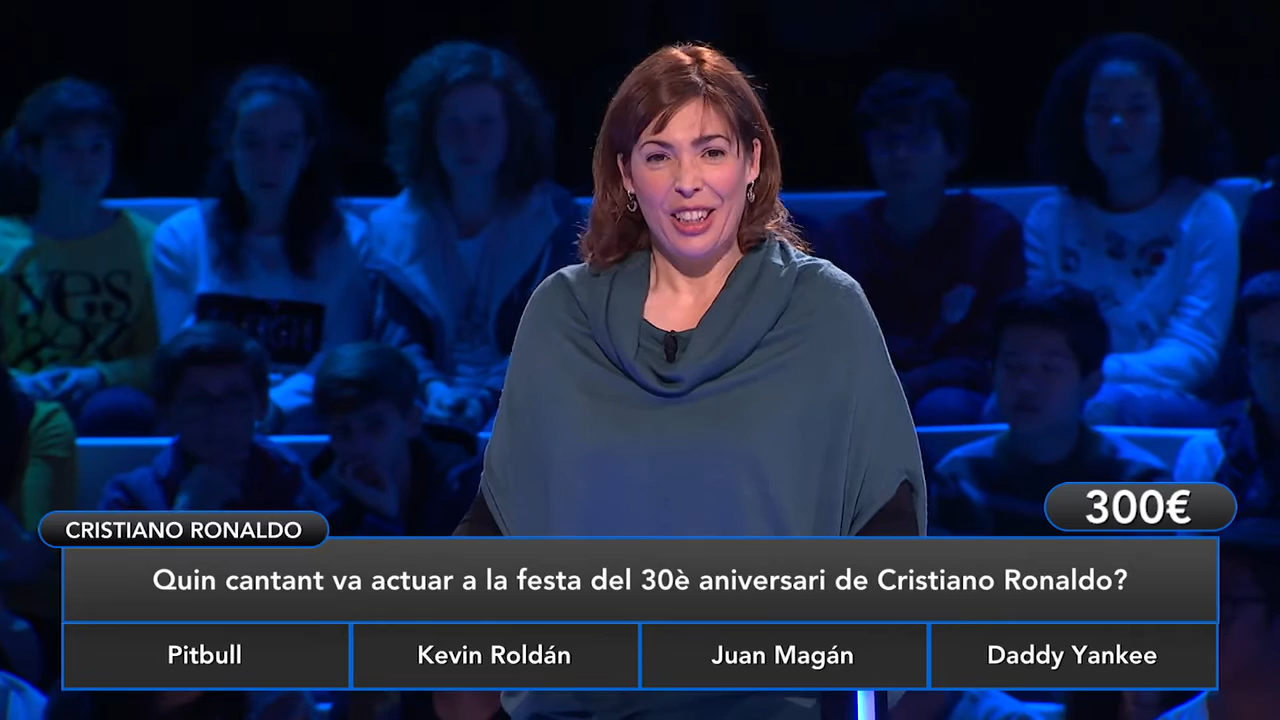 yes
CRISTIANO RONALDO
300€
Quin cantant va actuar a la festa del 30è aniversari de Cristiano Ronaldo?
Pitbull
Kevin Roldán
Juan Magán
Daddy Yankee